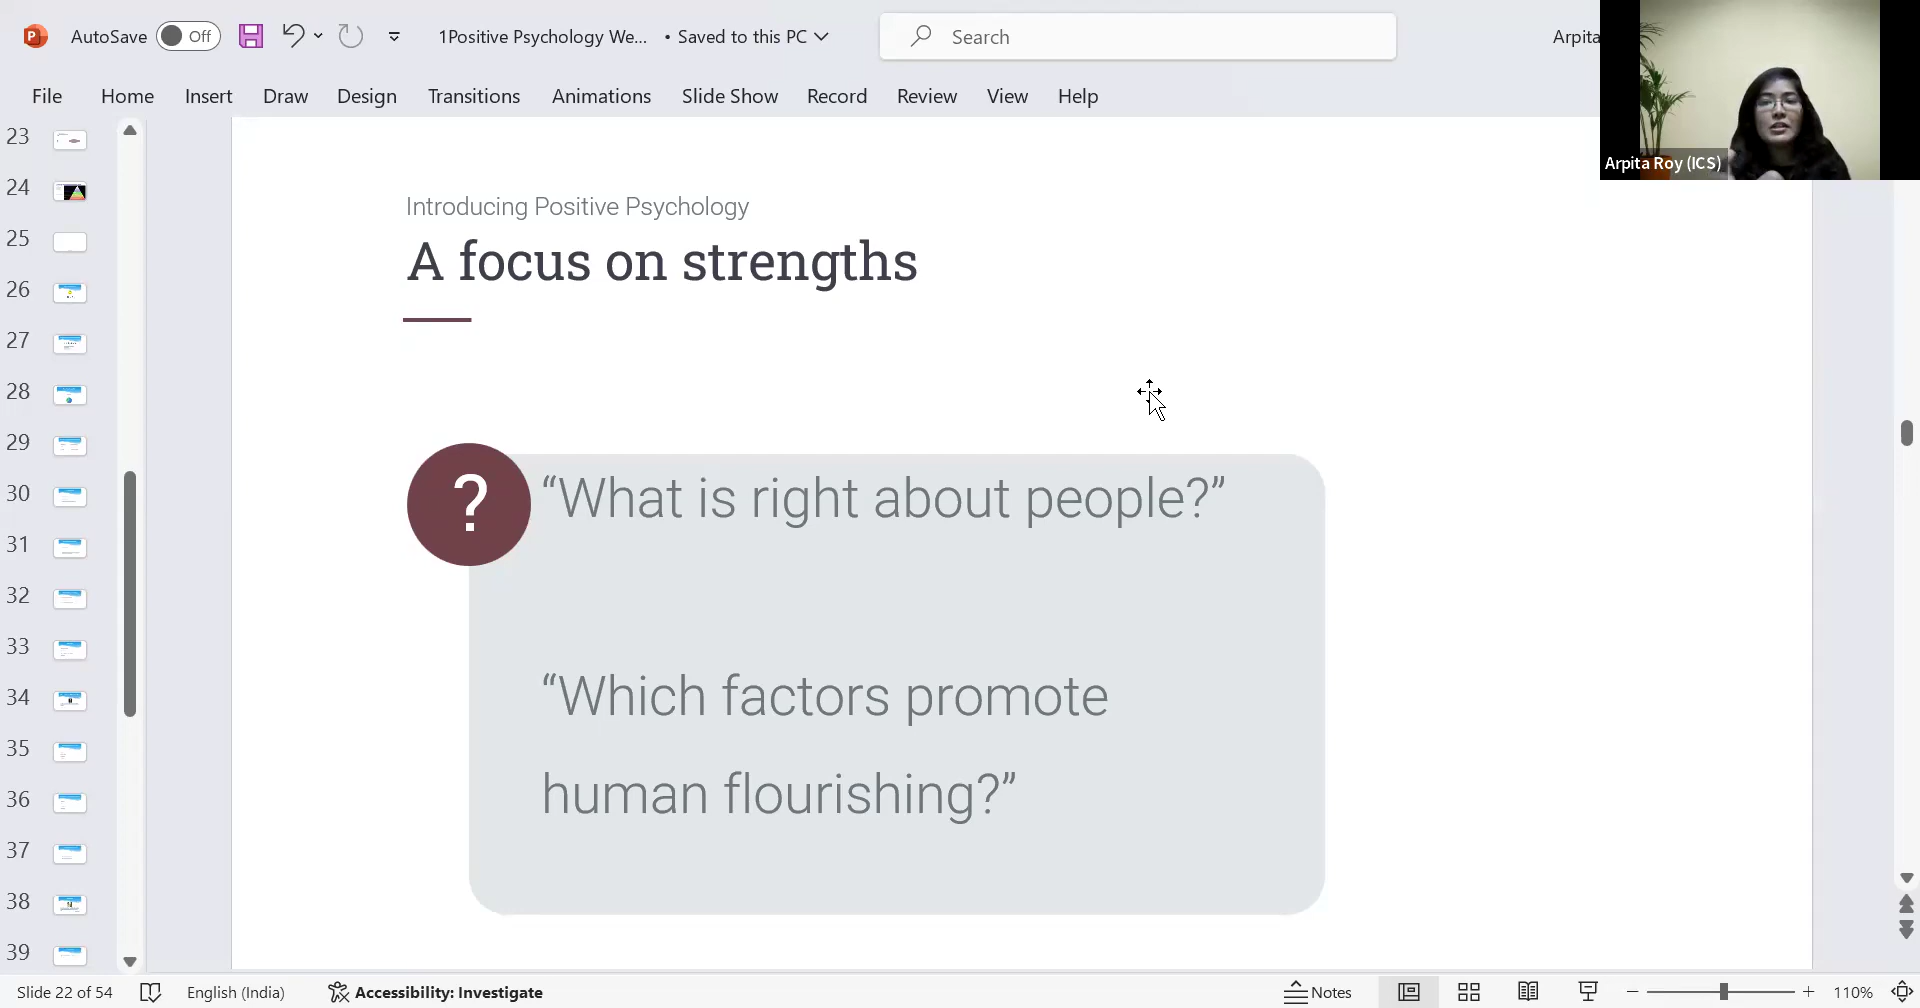 AutoSave Off 1Positive Psychology We... • Saved to this PC Search Arpita
File Home Insert Draw Design Transitions Animations Slide Show Record Review View Help
Arpita Roy (ICS)
23
24
25
26
27
28
29
30
31
32
33
34
35
36
37
38
39
Introducing Positive Psychology
A focus on strengths
?
“What is right about people?”
“Which factors promote
human flourishing?”
Slide 22 of 54 English (India) Accessibility: Investigate Notes 110%